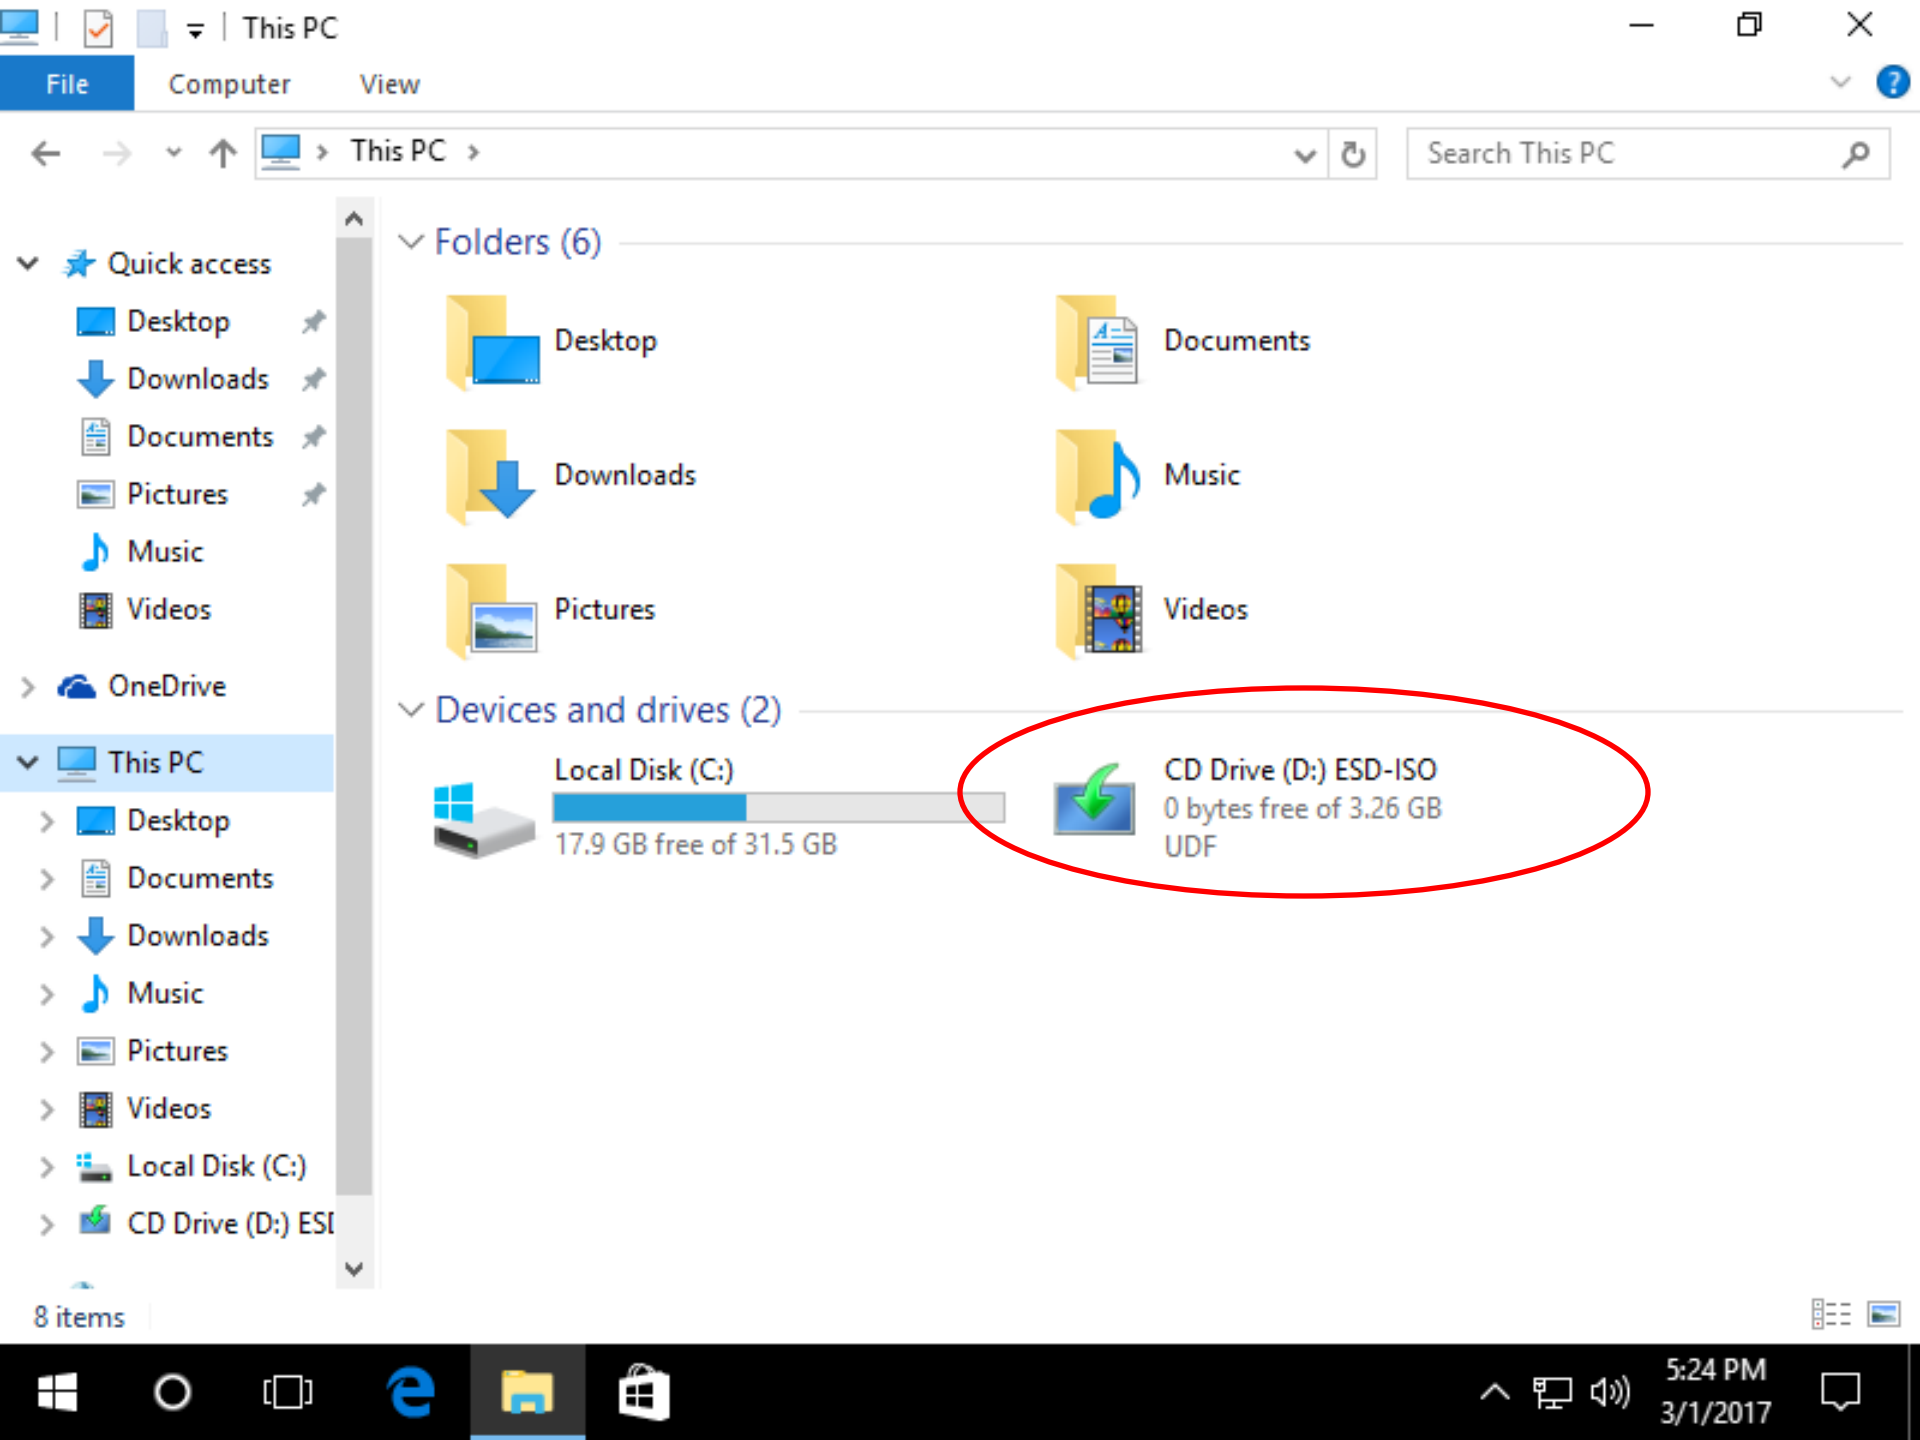 This PC
File Computer View
This PC
Search This PC
Quick access
Desktop
Downloads
Documents
Pictures
Music
Videos
OneDrive
This PC
Desktop
Documents
Downloads
Music
Pictures
Videos
Local Disk (C:)
CD Drive (D:) ESD
Folders (6)
Desktop
Documents
Downloads
Music
Pictures
Videos
Devices and drives (2)
Local Disk (C:)
17.9 GB free of 31.5 GB
CD Drive (D:) ESD-ISO
0 bytes free of 3.26 GB
UDF
8 items
5:24 PM
3/1/2017